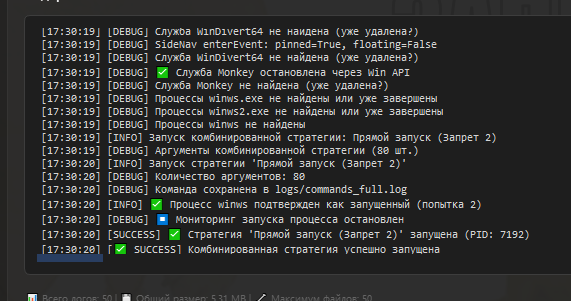 [17:30:19] [DEBUG] Служба WinDivert64 не найдена (уже удалена?)
[17:30:19] [DEBUG] SideNav enterEvent: pinned=True, floating=False
[17:30:19] [DEBUG] Служба WinDivert64 не найдена (уже удалена?)
[17:30:19] [DEBUG] ✅ Служба Monkey остановлена через Win API
[17:30:19] [DEBUG] Служба Monkey не найдена (уже удалена?)
[17:30:19] [DEBUG] Процессы winws.exe не найдены или уже завершены
[17:30:19] [DEBUG] Процессы winws2.exe не найдены или уже завершены
[17:30:19] [DEBUG] Процессы winws не найдены
[17:30:19] [INFO] Запуск комбинированной стратегии: Прямой запуск (Запрет 2)
[17:30:19] [DEBUG] Аргументы комбинированной стратегии (80 шт.)
[17:30:20] [INFO] Запуск стратегии 'Прямой запуск (Запрет 2)'
[17:30:20] [DEBUG] Количество аргументов: 80
[17:30:20] [DEBUG] Команда сохранена в logs/commands_full.log
[17:30:20] [INFO] ✅ Процесс winws подтвержден как запущенный (попытка 2)
[17:30:20] [DEBUG] ⏹ Мониторинг запуска процесса остановлен
[17:30:20] [SUCCESS] ✅ Стратегия 'Прямой запуск (Запрет 2)' запущена (PID: 7192)
[17:30:20] [✅ SUCCESS] Комбинированная стратегия успешно запущена
📊 Всего логов: 50 | Общий размер: 5.31 MB | Максимум файлов: 50